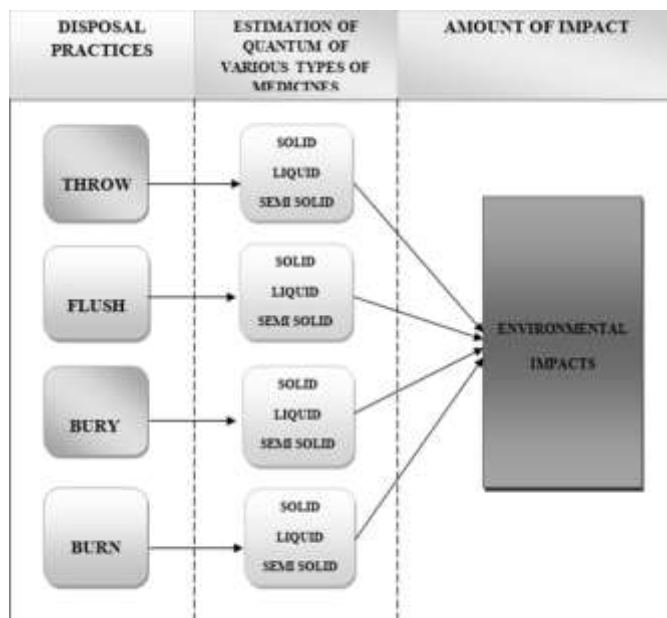 DISPOSAL
PRACTICES
ESTIMATION OF
QUANTUM OF
VARIOUS TYPES OF
MEDICINES
AMOUNT OF IMPACT
THROW
SOLID
LIQUID
SEMI SOLID
FLUSH
SOLID
LIQUID
SEMI SOLID
ENVIRONMENTAL
IMPACTS
BURY
SOLID
LIQUID
SEMI SOLID
BURN
SOLID
LIQUID
SEMI SOLID